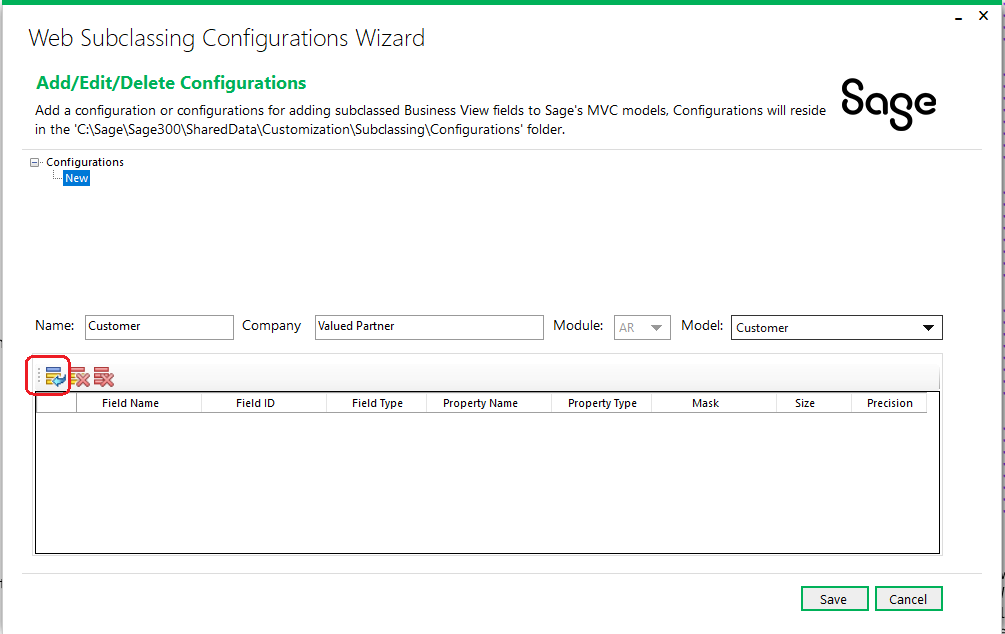 Web Subclassing Configurations Wizard
Add/Edit/Delete Configurations
Add a configuration or configurations for adding subclassed Business View fields to Sage's MVC models, Configurations will reside
in the 'C:\Sage\Sage300\SharedData\Customization\Subclassing\Configurations' folder.
Sage
Configurations
New
Name: Customer Company Valued Partner Module: AR Model: Customer
Field Name Field ID Field Type Property Name Property Type Mask Size Precision
Save Cancel